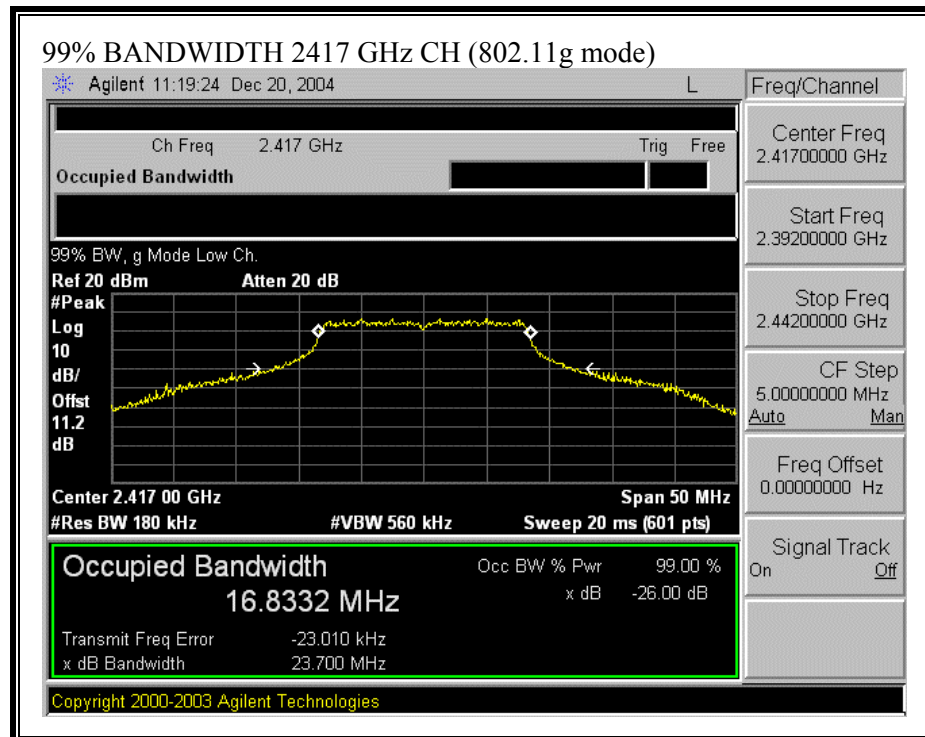 99% BANDWIDTH 2417 GHz CH (802.11g mode)
Agilent 11:19:24 Dec 20, 2004 L
Freq/Channel
Ch Freq 2.417 GHz Trig Free
Occupied Bandwidth
99% BW, g Mode Low Ch.
Ref 20 dBm Atten 20 dB
#Peak
Log
10
dB/
Offst
11.2
dB
Center 2.417 00 GHz Span 50 MHz
#Res BW 180 kHz #VBW 560 kHz Sweep 20 ms (601 pts)
Occupied Bandwidth Occ BW % Pwr 99.00 %
16.8332 MHz x dB -26.00 dB
Transmit Freq Error -23.010 kHz
x dB Bandwidth 23.700 MHz
Copyright 2000-2003 Agilent Technologies
Center Freq
2.41700000 GHz
Start Freq
2.39200000 GHz
Stop Freq
2.44200000 GHz
CF Step
5.00000000 MHz
Auto Man
Freq Offset
0.00000000 Hz
Signal Track
On Off